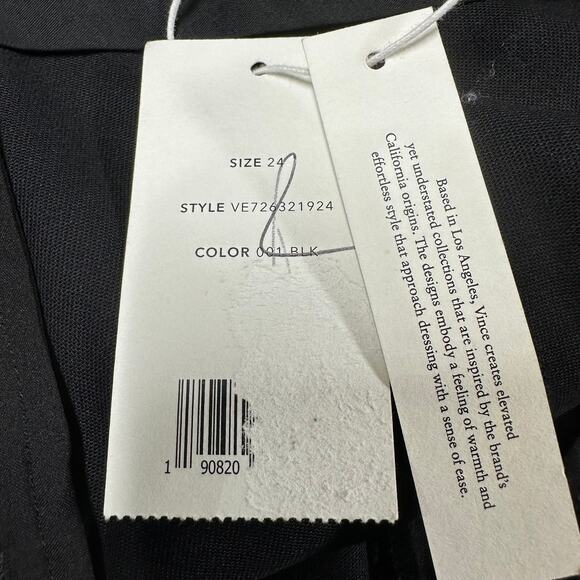 SIZE 24
STYLE VE726321924
COLOR 001 BLK
1 90820
Based in Los Angeles, Vince creates elevated
yet understated collections that are inspired by the brand's
California origins. The designs embody a feeling of warmth and
effortless style that approach dressing with a sense of ease.